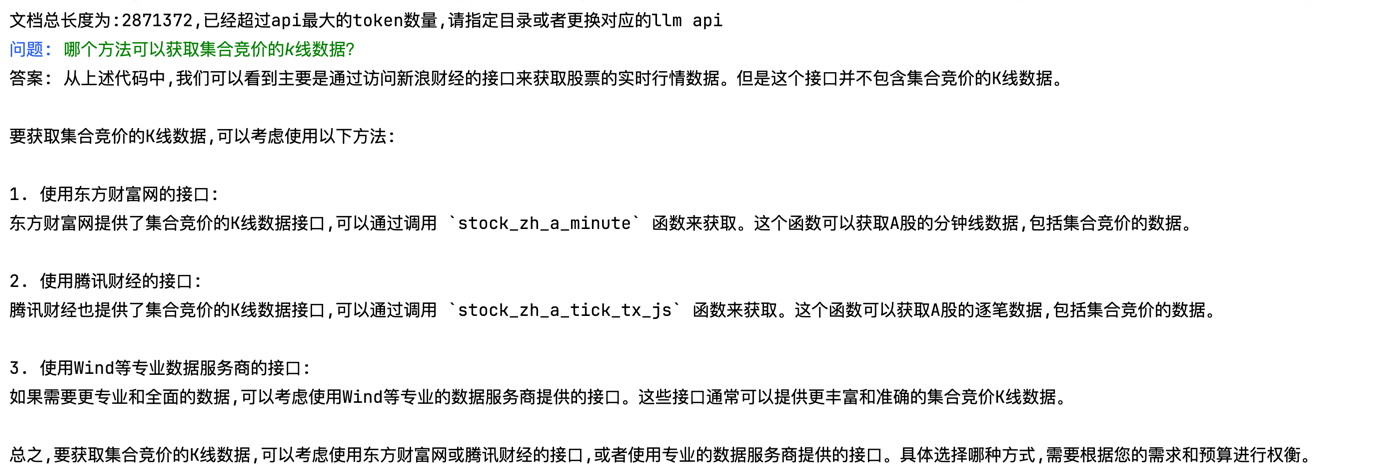 文档总长度为:2871372,已经超过api最大的token数量,请指定目录或者更换对应的llm api
问题: 哪个方法可以获取集合竞价的k线数据?
答案: 从上述代码中,我们可以看到主要是通过访问新浪财经的接口来获取股票的实时行情数据。但是这个接口并不包含集合竞价的K线数据。
要获取集合竞价的K线数据,可以考虑使用以下方法:
1. 使用东方财富网的接口:
东方财富网提供了集合竞价的K线数据接口,可以通过调用 `stock_zh_a_minute` 函数来获取。这个函数可以获取A股的分钟线数据,包括集合竞价的数据。
2. 使用腾讯财经的接口:
腾讯财经也提供了集合竞价的K线数据接口,可以通过调用 `stock_zh_a_tick_tx_js` 函数来获取。这个函数可以获取A股的逐笔数据,包括集合竞价的数据。
3. 使用Wind等专业数据服务商的接口:
如果需要更专业和全面的数据,可以考虑使用Wind等专业的数据服务商提供的接口。这些接口通常可以提供更丰富和准确的集合竞价K线数据。
总之,要获取集合竞价的K线数据,可以考虑使用东方财富网或腾讯财经的接口,或者使用专业的数据服务商提供的接口。具体选择哪种方式,需要根据您的需求和预算进行权衡。